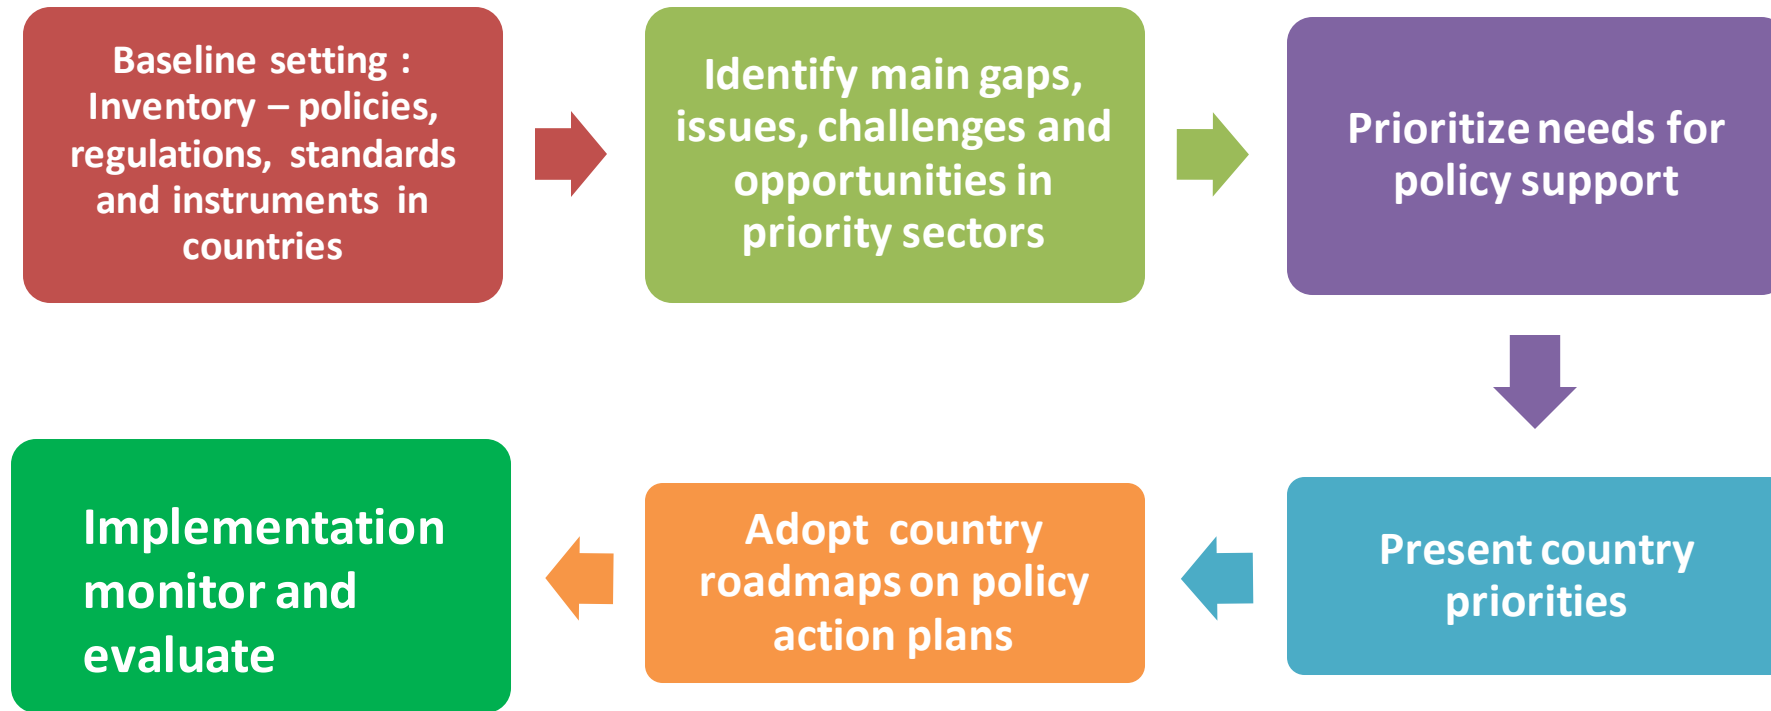 Baseline setting :
Inventory – policies,
regulations, standards
and instruments in
countries
Identify main gaps,
issues, challenges and
opportunities in
priority sectors
Prioritize needs for
policy support
Present country
priorities
Adopt country
roadmaps on policy
action plans
Implementation
monitor and
evaluate